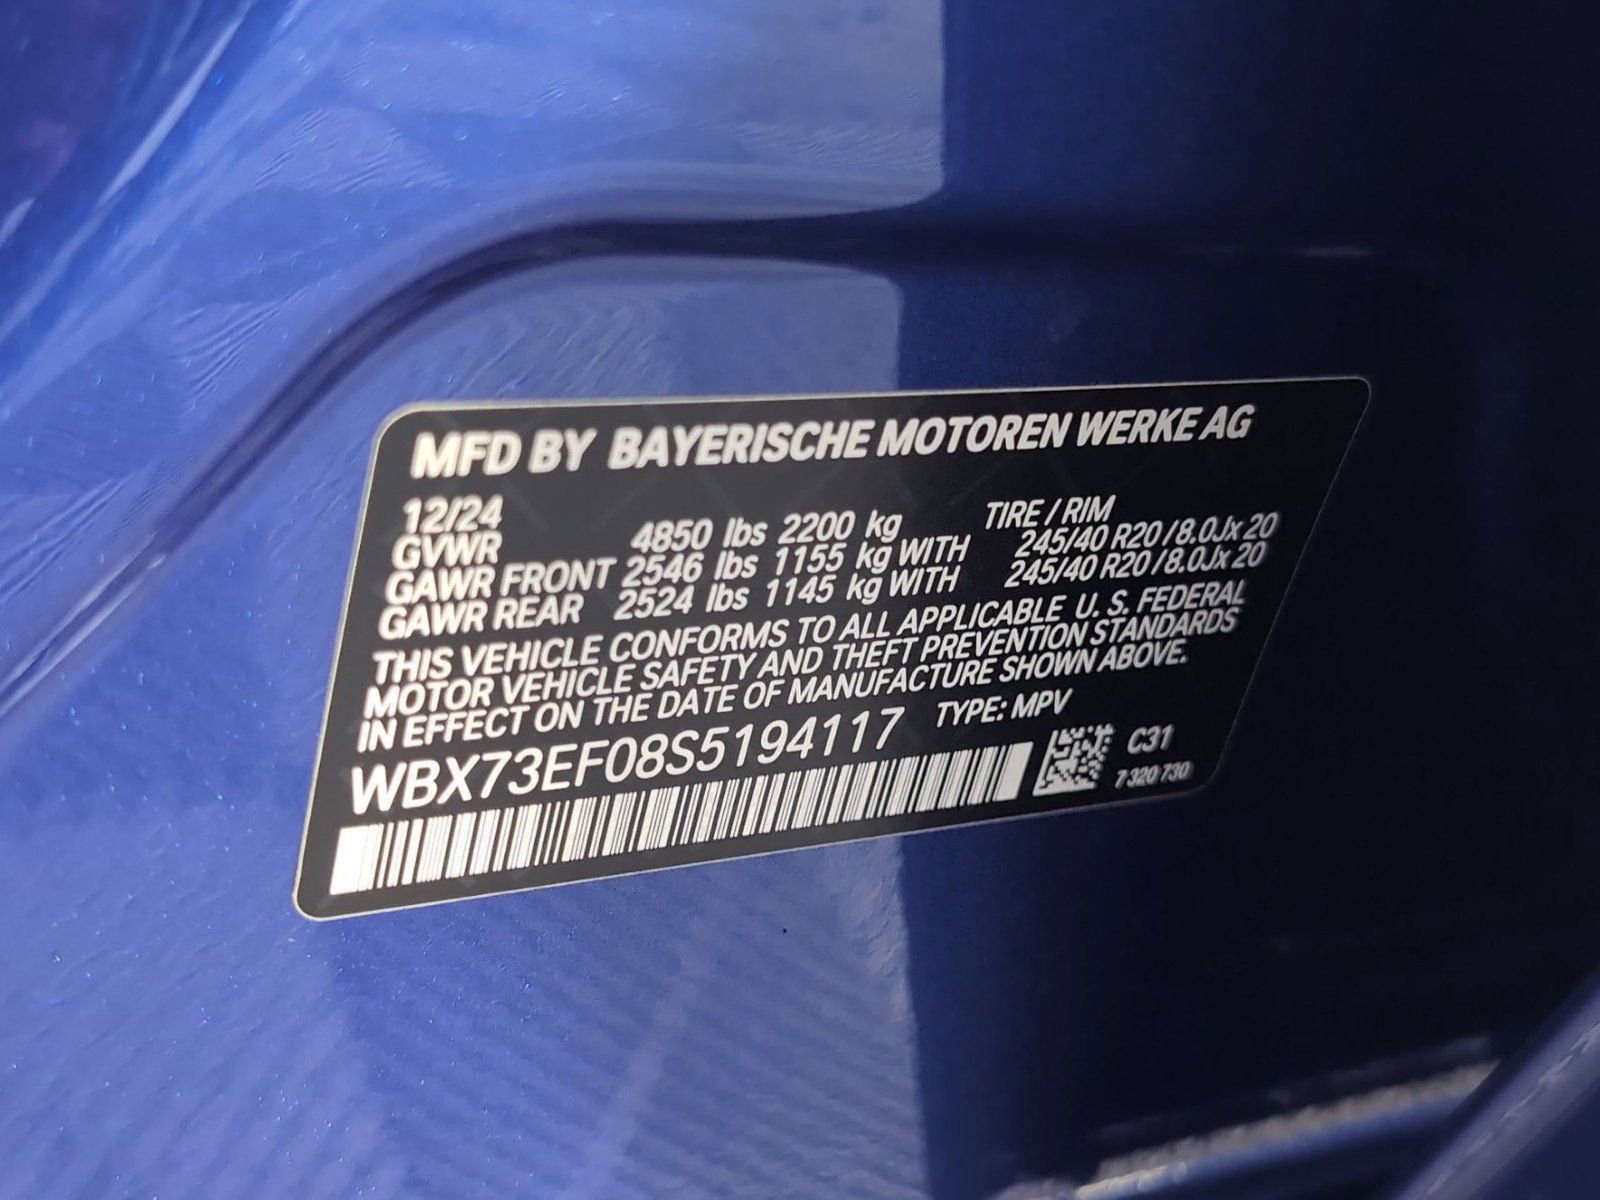 MFD BY BAYERISCHE MOTOREN WERKE AG
12/24 TIRE / RIM
GVWR 4850 lbs 2200 kg
GAWR FRONT 2546 lbs 1155 kg WITH 245/40 R20 / 8.0Jx 20
GAWR REAR 2524 lbs 1145 kg WITH 245/40 R20 / 8.0Jx 20
THIS VEHICLE CONFORMS TO ALL APPLICABLE U. S. FEDERAL
MOTOR VEHICLE SAFETY AND THEFT PREVENTION STANDARDS
IN EFFECT ON THE DATE OF MANUFACTURE SHOWN ABOVE.
WBX73EF08S5194117 TYPE: MPV
C31
7 320 730